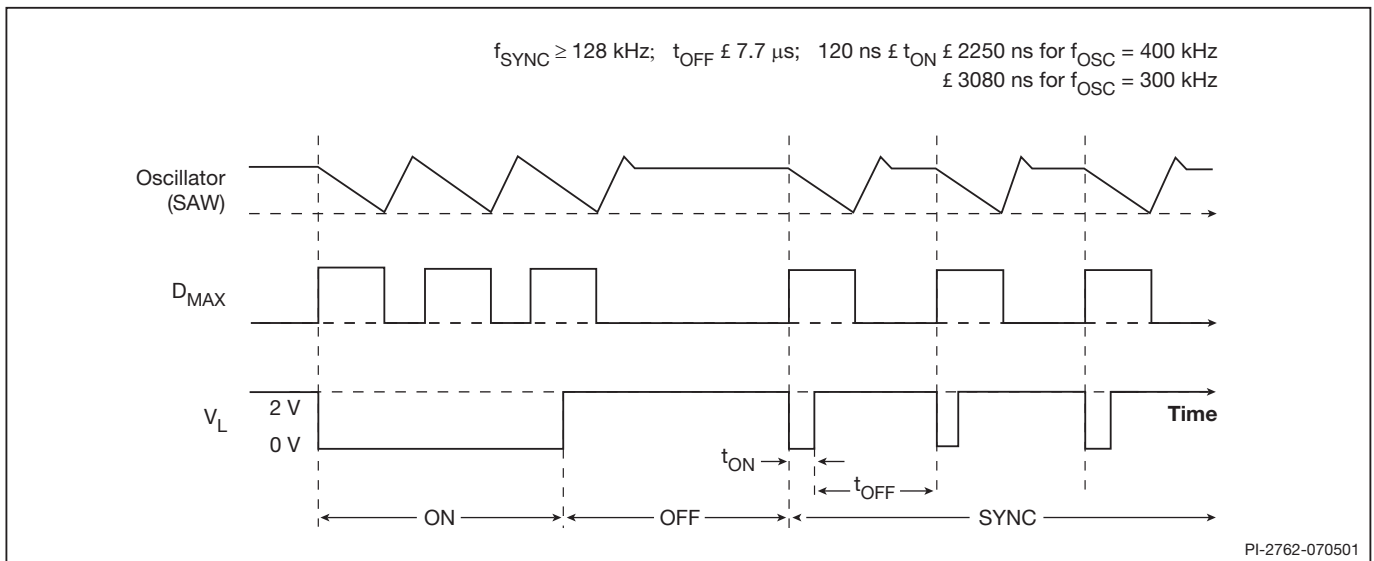 fSYNC ≥ 128 kHz; tOFF £ 7.7 μs; 120 ns £ tON £ 2250 ns for fOSC = 400 kHz
£ 3080 ns for fOSC = 300 kHz
Oscillator
(SAW)
DMAX
VL
2 V
0 V
Time
tON
tOFF
ON
OFF
SYNC
PI-2762-070501